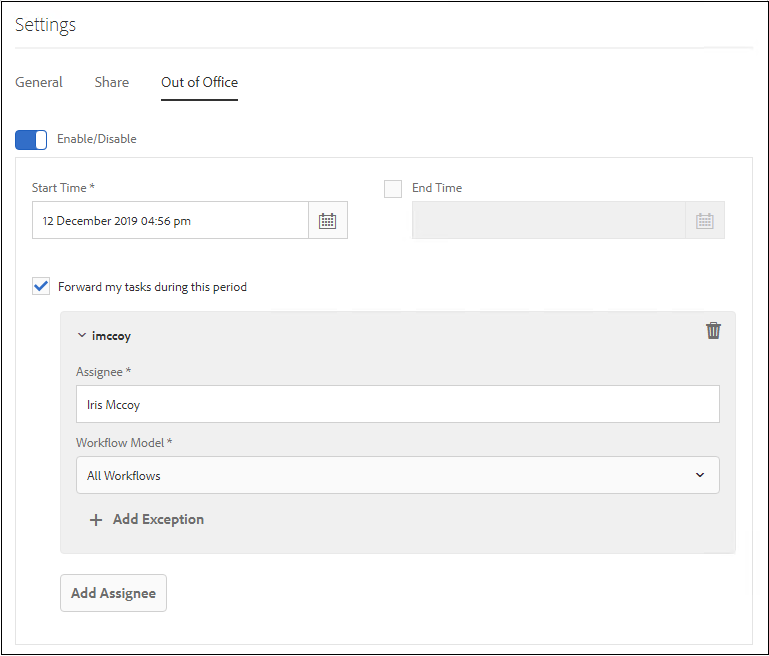 Settings
General Share Out of Office
Enable/Disable
Start Time * End Time
12 December 2019 04:56 pm
Forward my tasks during this period
imccoy
Assignee *
Iris Mccoy
Workflow Model *
All Workflows
+ Add Exception
Add Assignee